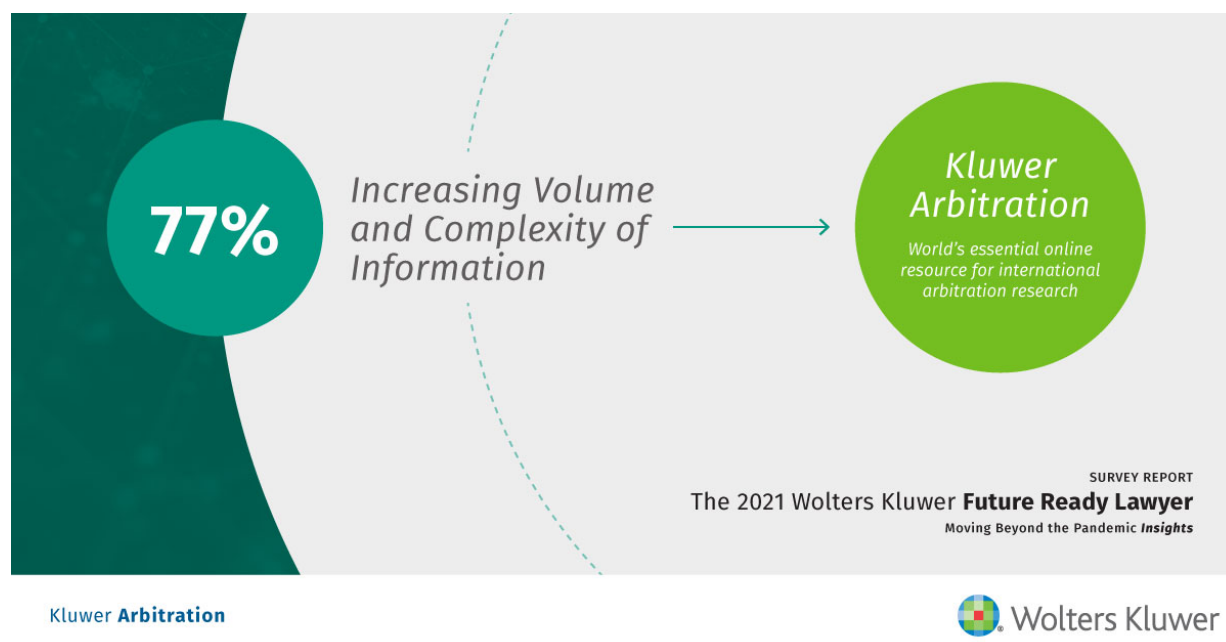 77%
Increasing Volume
and Complexity of
Information
Kluwer
Arbitration
World's essential online
resource for international
arbitration research
SURVEY REPORT
The 2021 Wolters Kluwer Future Ready Lawyer
Moving Beyond the Pandemic Insights
Kluwer Arbitration
Wolters Kluwer